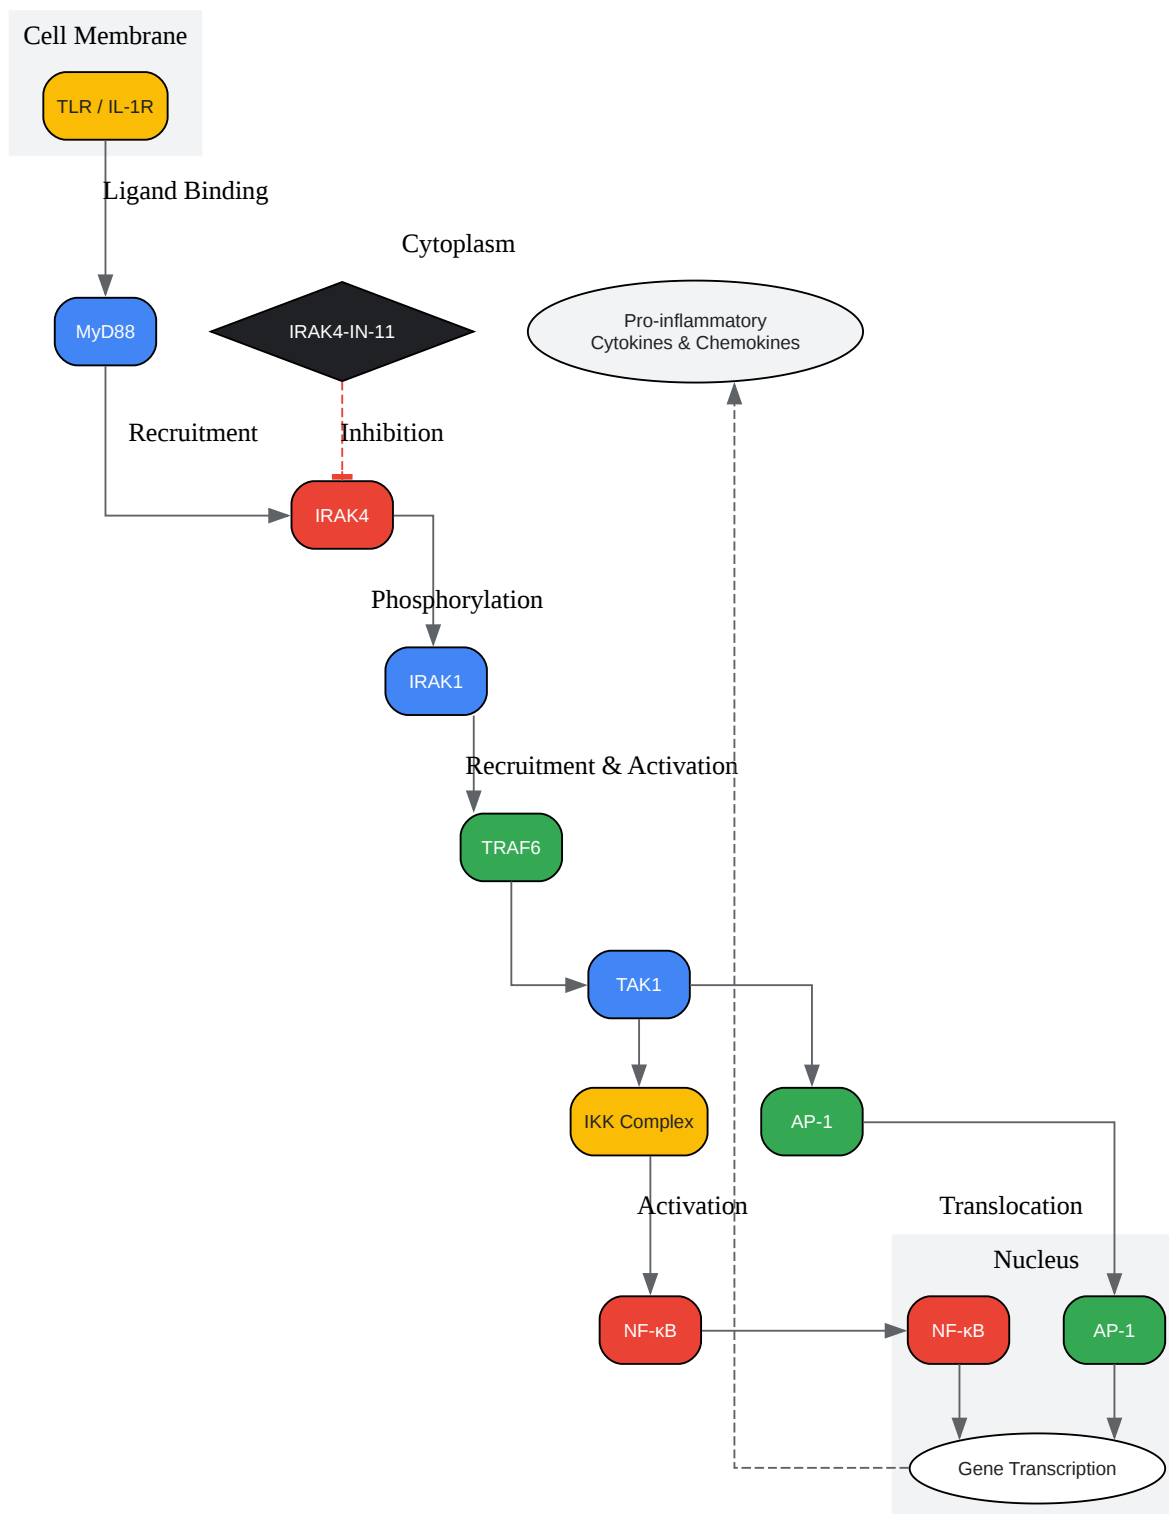 Cell Membrane
TLR / IL-1R
Ligand Binding
Cytoplasm
MyD88
IRAK4-IN-11
Pro-inflammatory
Cytokines & Chemokines
Recruitment
Inhibition
IRAK4
Phosphorylation
IRAK1
Recruitment & Activation
TRAF6
TAK1
IKK Complex
AP-1
Activation
Translocation
Nucleus
NF-κB
NF-κB
AP-1
Gene Transcription